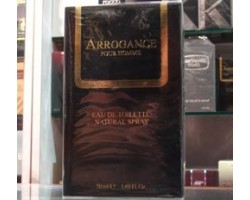 ARROGANCE
POUR HOMME
EAU DE TOILETTE
NATURAL SPRAY